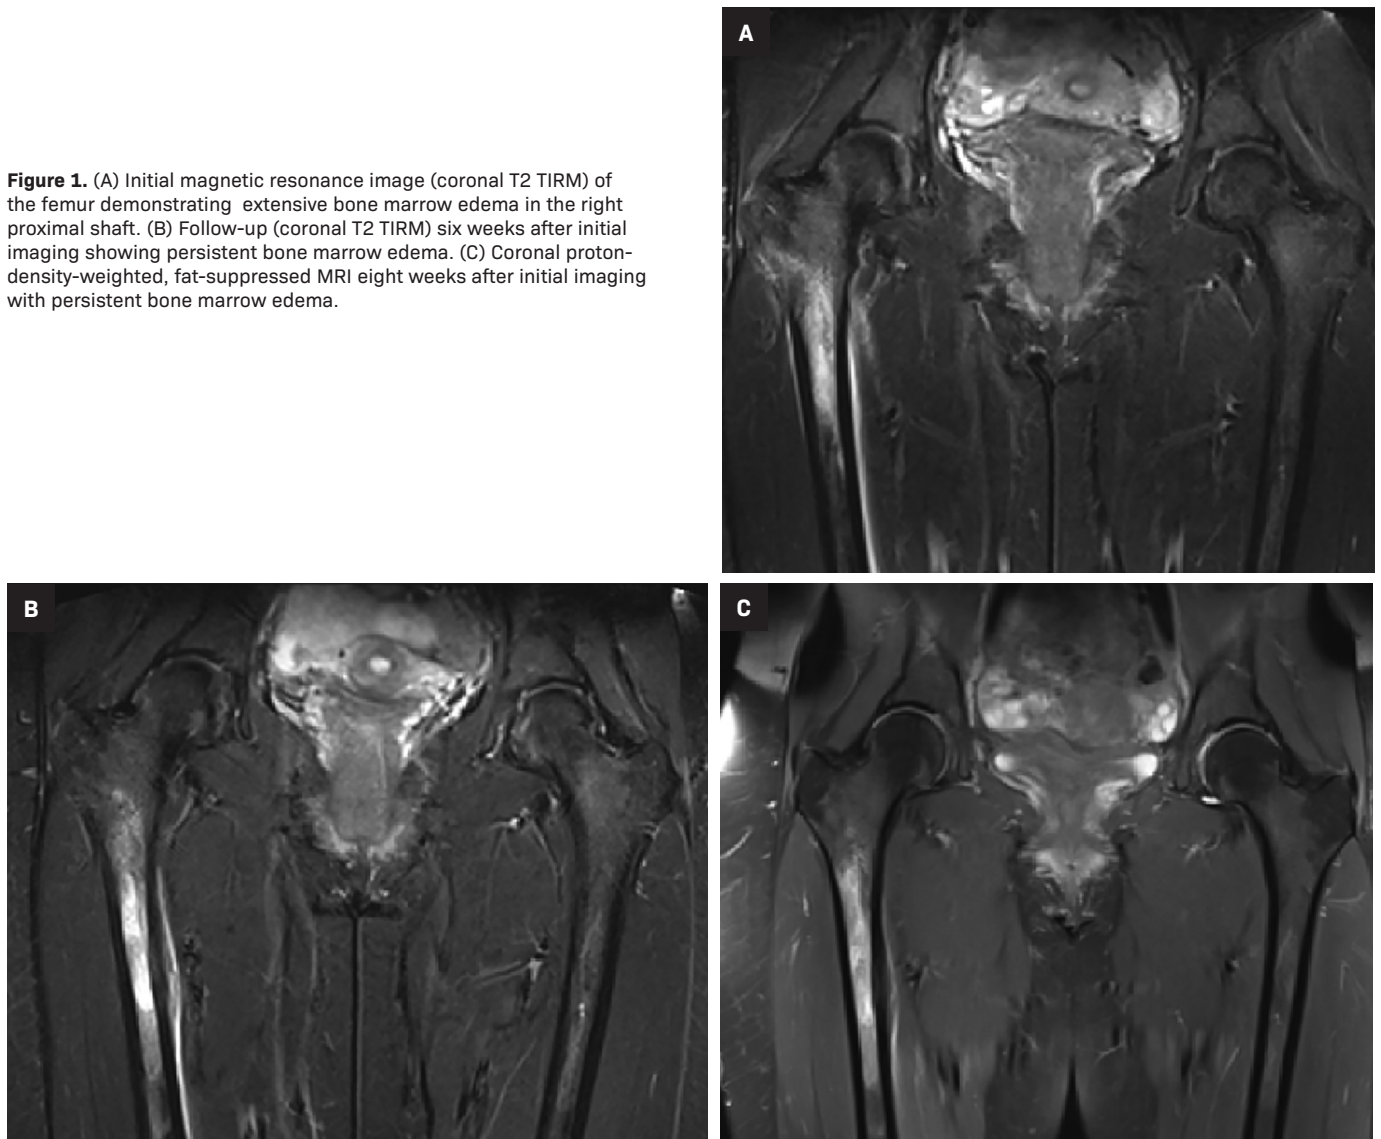 A
Figure 1. (A) Initial magnetic resonance image (coronal T2 TIRM) of
the femur demonstrating extensive bone marrow edema in the right
proximal shaft. (B) Follow-up (coronal T2 TIRM) six weeks after initial
imaging showing persistent bone marrow edema. (C) Coronal proton-
density-weighted, fat-suppressed MRI eight weeks after initial imaging
with persistent bone marrow edema.
B
C